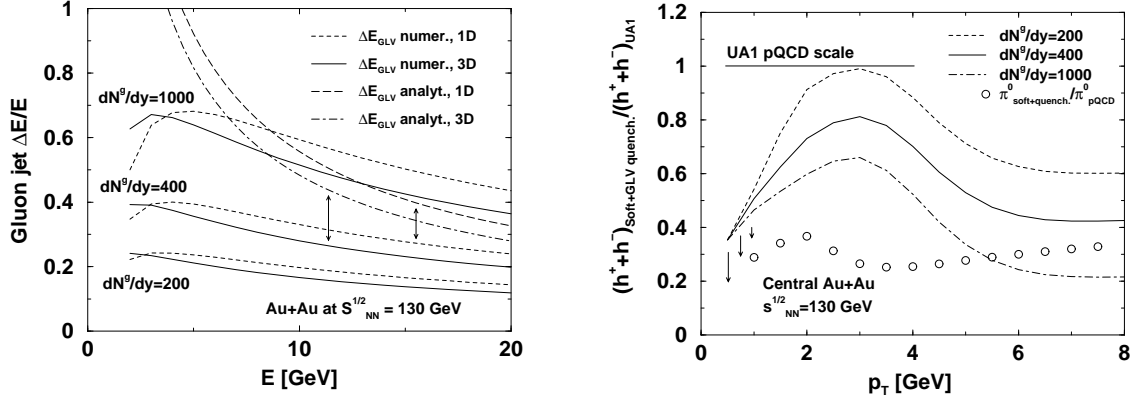 Gluon jet ΔE/E
1
0.8
0.6
0.4
0.2
0
ΔE_GLV numer., 1D
ΔE_GLV numer., 3D
ΔE_GLV analyt., 1D
ΔE_GLV analyt., 3D
dN^g/dy=1000
dN^g/dy=400
dN^g/dy=200
Au+Au at S^1/2_NN = 130 GeV
0 10 20
E [GeV]
(h^+ +h^−)_Soft+GLV quench./(h^+ +h^−)_UA1
1.2
1
0.8
0.6
0.4
0.2
0
UA1 pQCD scale
dN^g/dy=200
dN^g/dy=400
dN^g/dy=1000
π^0_soft+quench./π^0_pQCD
Central Au+Au
s^1/2_NN=130 GeV
0 2 4 6 8
p_T [GeV]